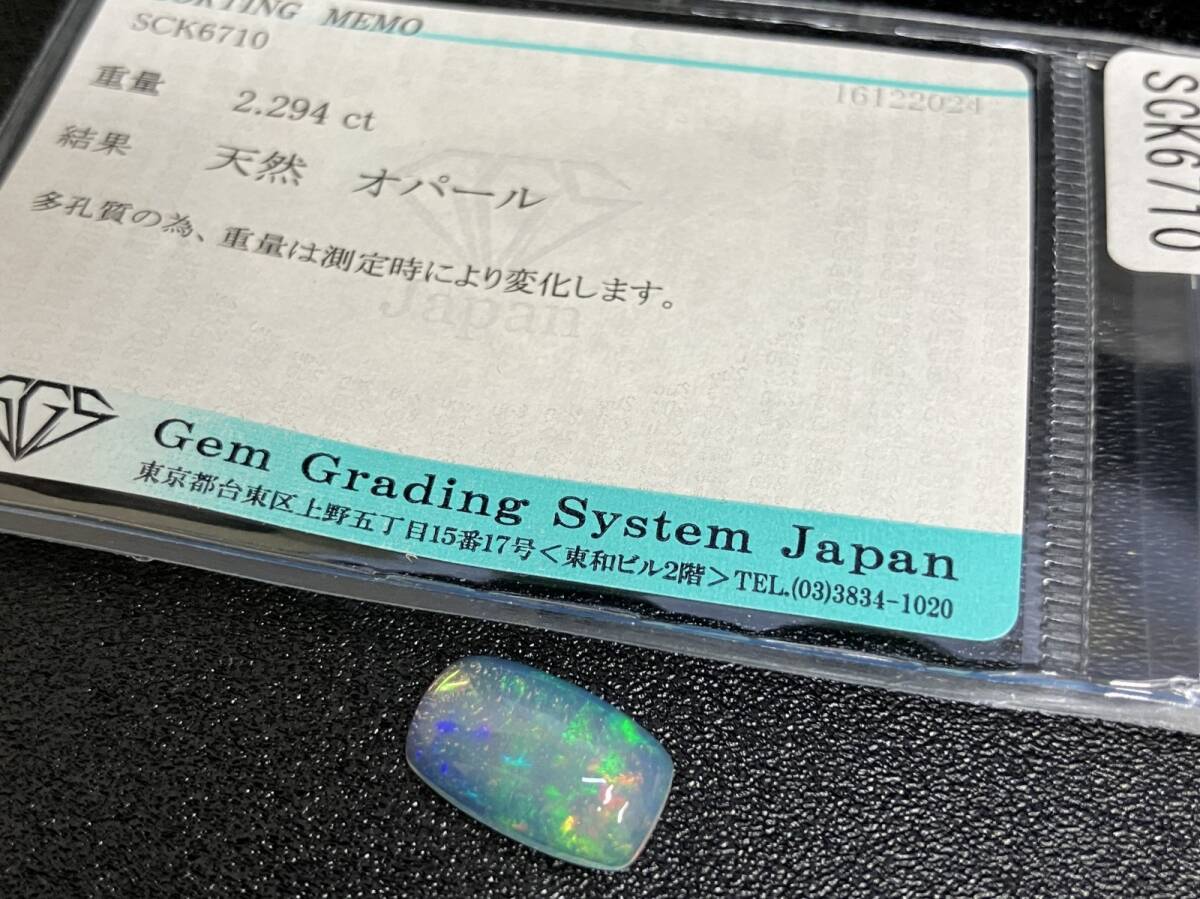 SORTING MEMO
SCK6710
16122024
重量 2.294 ct
結果 天然 オパール
多孔質の為、重量は測定時により変化します。
Japan
GGS
Gem Grading System Japan
東京都台東区上野五丁目15番17号<東和ビル2階>TEL.(03)3834-1020
SCK6710